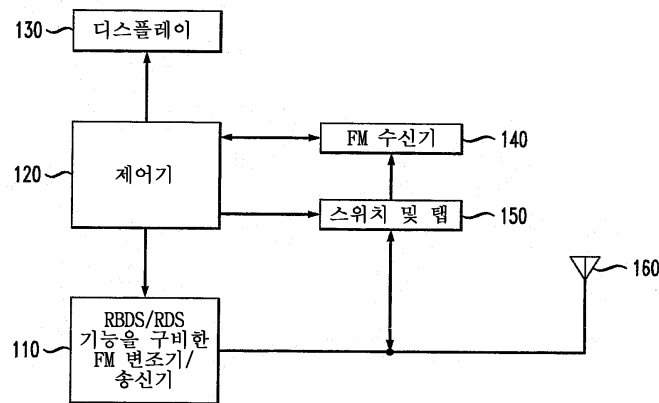 130
디스플레이
120
제어기
FM 수신기
140
스위치 및 탭
150
160
110
RBDS/RDS
기능을 구비한
FM 변조기/
송신기